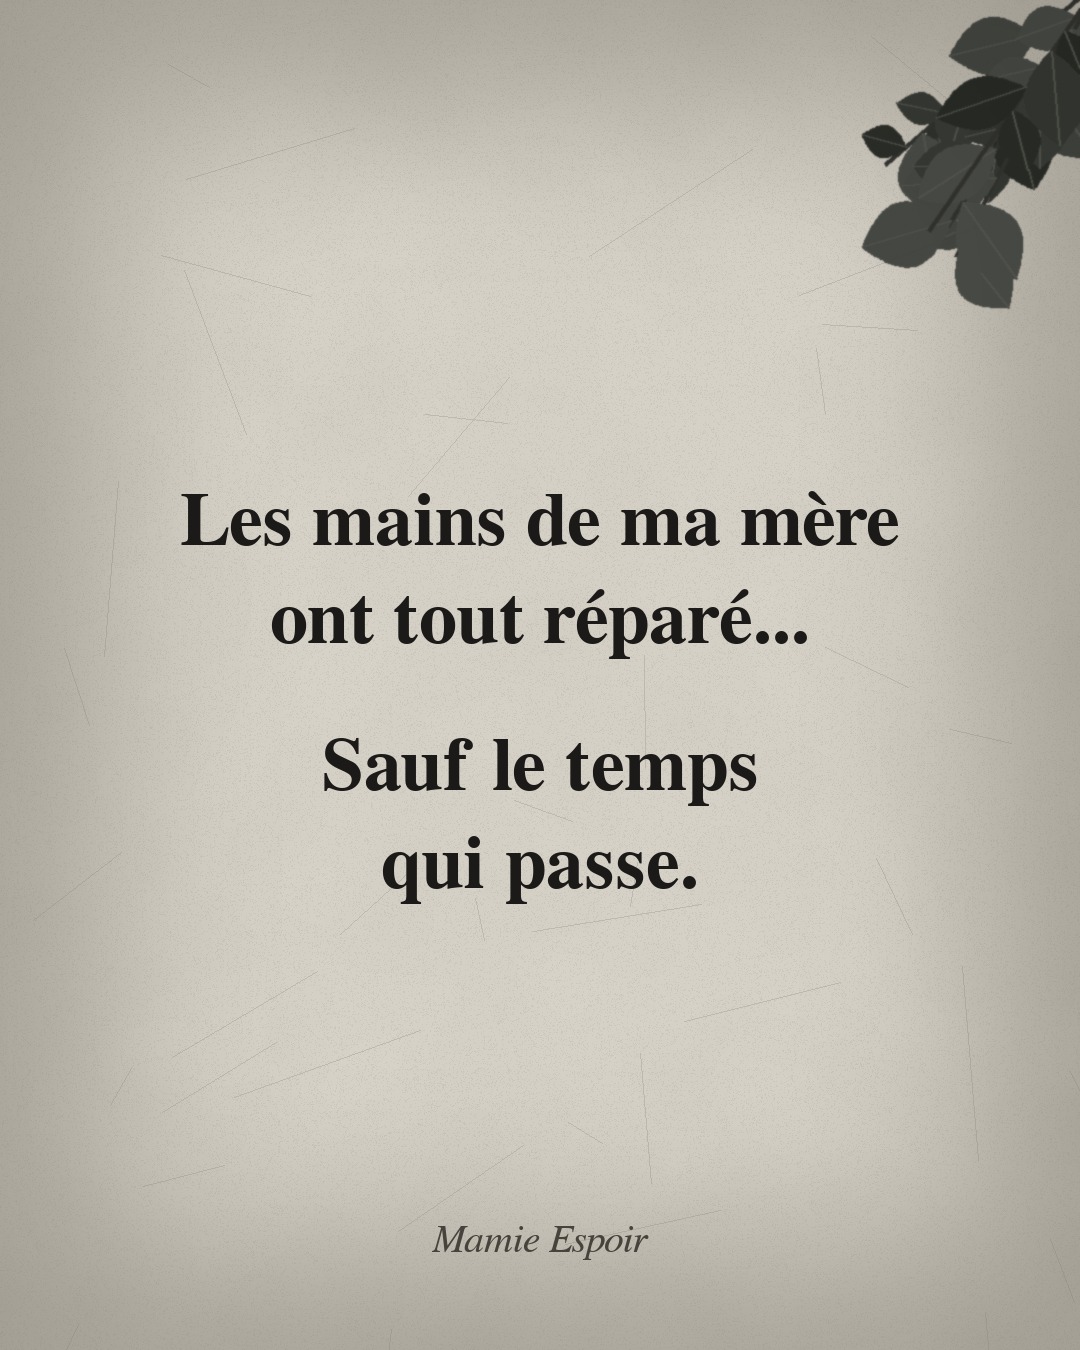 Les mains de ma mère
ont tout réparé...
Sauf le temps
qui passe.
Mamie Espoir